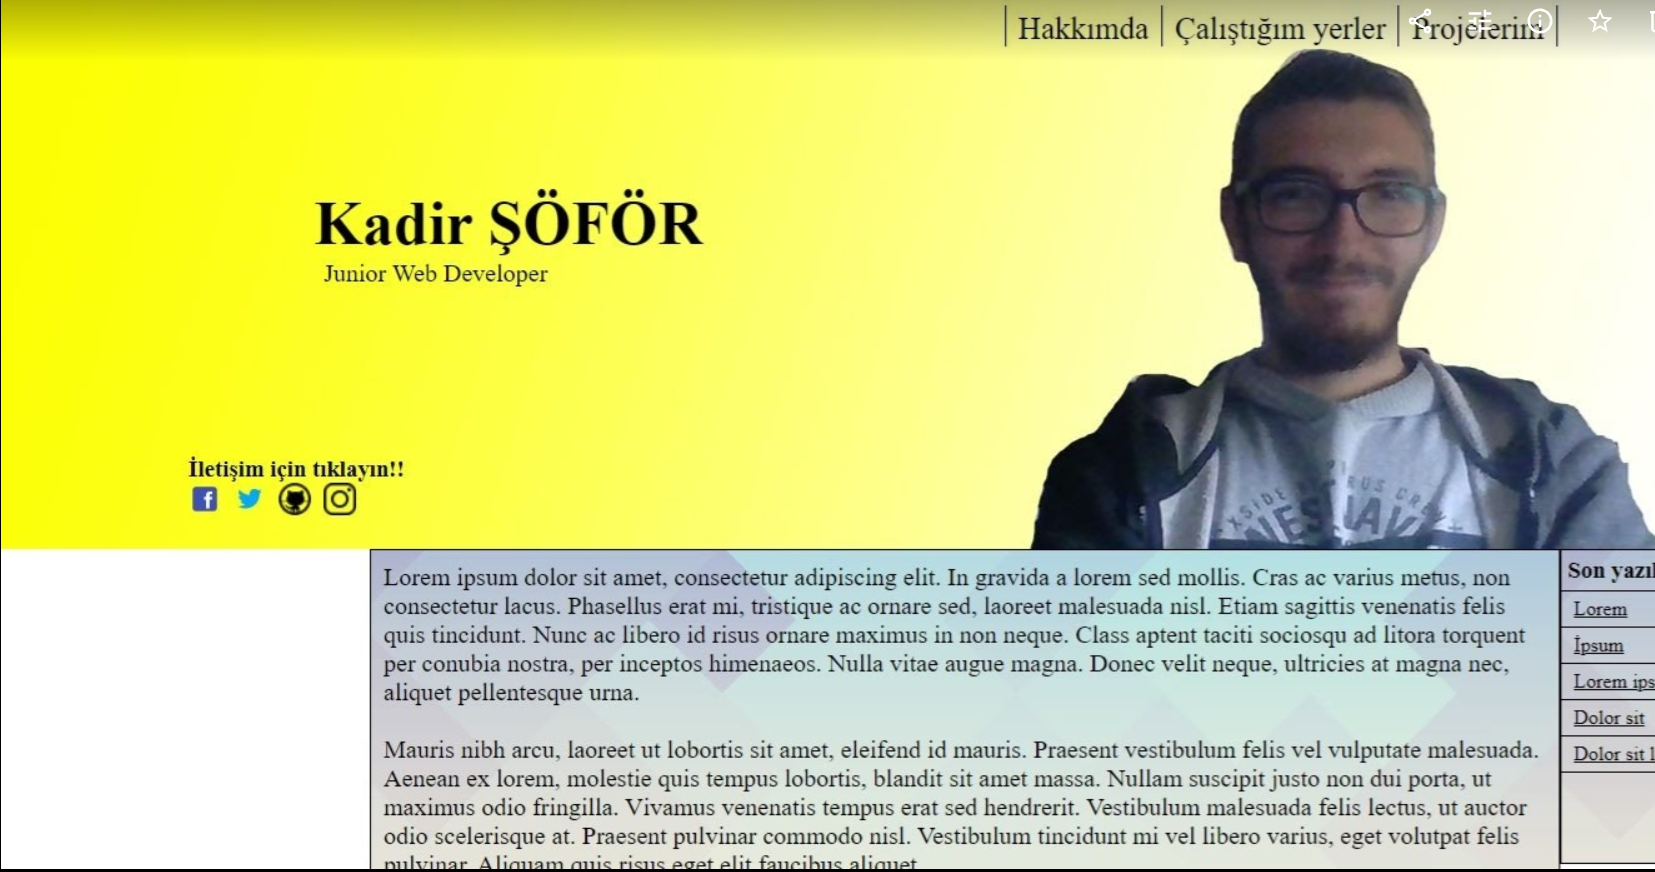 Hakkımda Çalıştığım yerler Projelerim
Kadir ŞÖFÖR
Junior Web Developer
İletişim için tıklayın!!
Lorem ipsum dolor sit amet, consectetur adipiscing elit. In gravida a lorem sed mollis. Cras ac varius metus, non
consectetur lacus. Phasellus erat mi, tristique ac ornare sed, laoreet malesuada nisl. Etiam sagittis venenatis felis
quis tincidunt. Nunc ac libero id risus ornare maximus in non neque. Class aptent taciti sociosqu ad litora torquent
per conubia nostra, per inceptos himenaeos. Nulla vitae augue magna. Donec velit neque, ultricies at magna nec,
aliquet pellentesque urna.
Mauris nibh arcu, laoreet ut lobortis sit amet, eleifend id mauris. Praesent vestibulum felis vel vulputate malesuada.
Aenean ex lorem, molestie quis tempus lobortis, blandit sit amet massa. Nullam suscipit justo non dui porta, ut
maximus odio fringilla. Vivamus venenatis tempus erat sed hendrerit. Vestibulum malesuada felis lectus, ut auctor
odio scelerisque at. Praesent pulvinar commodo nisl. Vestibulum tincidunt mi vel libero varius, eget volutpat felis
pulvinar. Aliquam quis risus eget elit faucibus aliquet
Son
Lorem
İpsum
Lorem
Dolor sit
Dolor sit